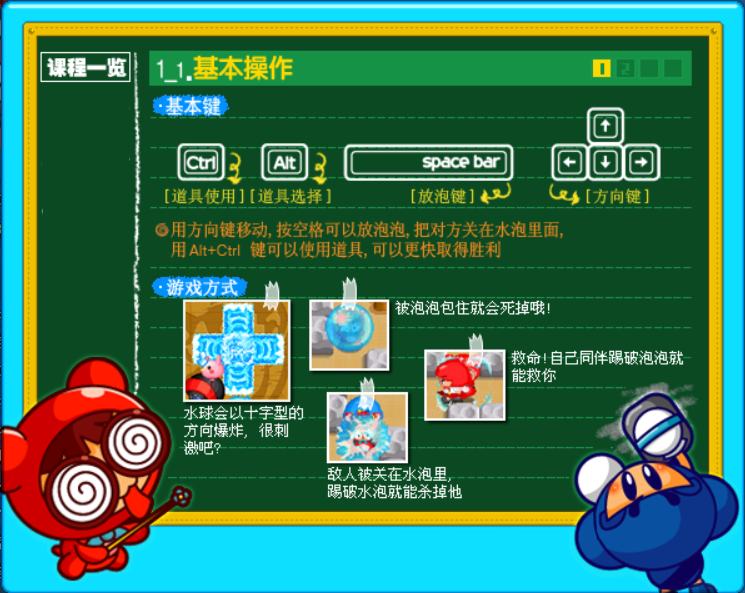 课程一览
1_1.基本操作
1 2
·基本键
Ctrl
Alt
space bar
[道具使用]
[道具选择]
[放泡键]
[方向键]
用方向键移动, 按空格可以放泡泡, 把对方关在水泡里面,
用 Alt+Ctrl 键可以使用道具, 可以更快取得胜利
·游戏方式
被泡泡包住就会死掉哦!
救命!自己同伴踢破泡泡就
能救你
水球会以十字型的
方向爆炸, 很刺
激吧?
敌人被关在水泡里,
踢破水泡就能杀掉他